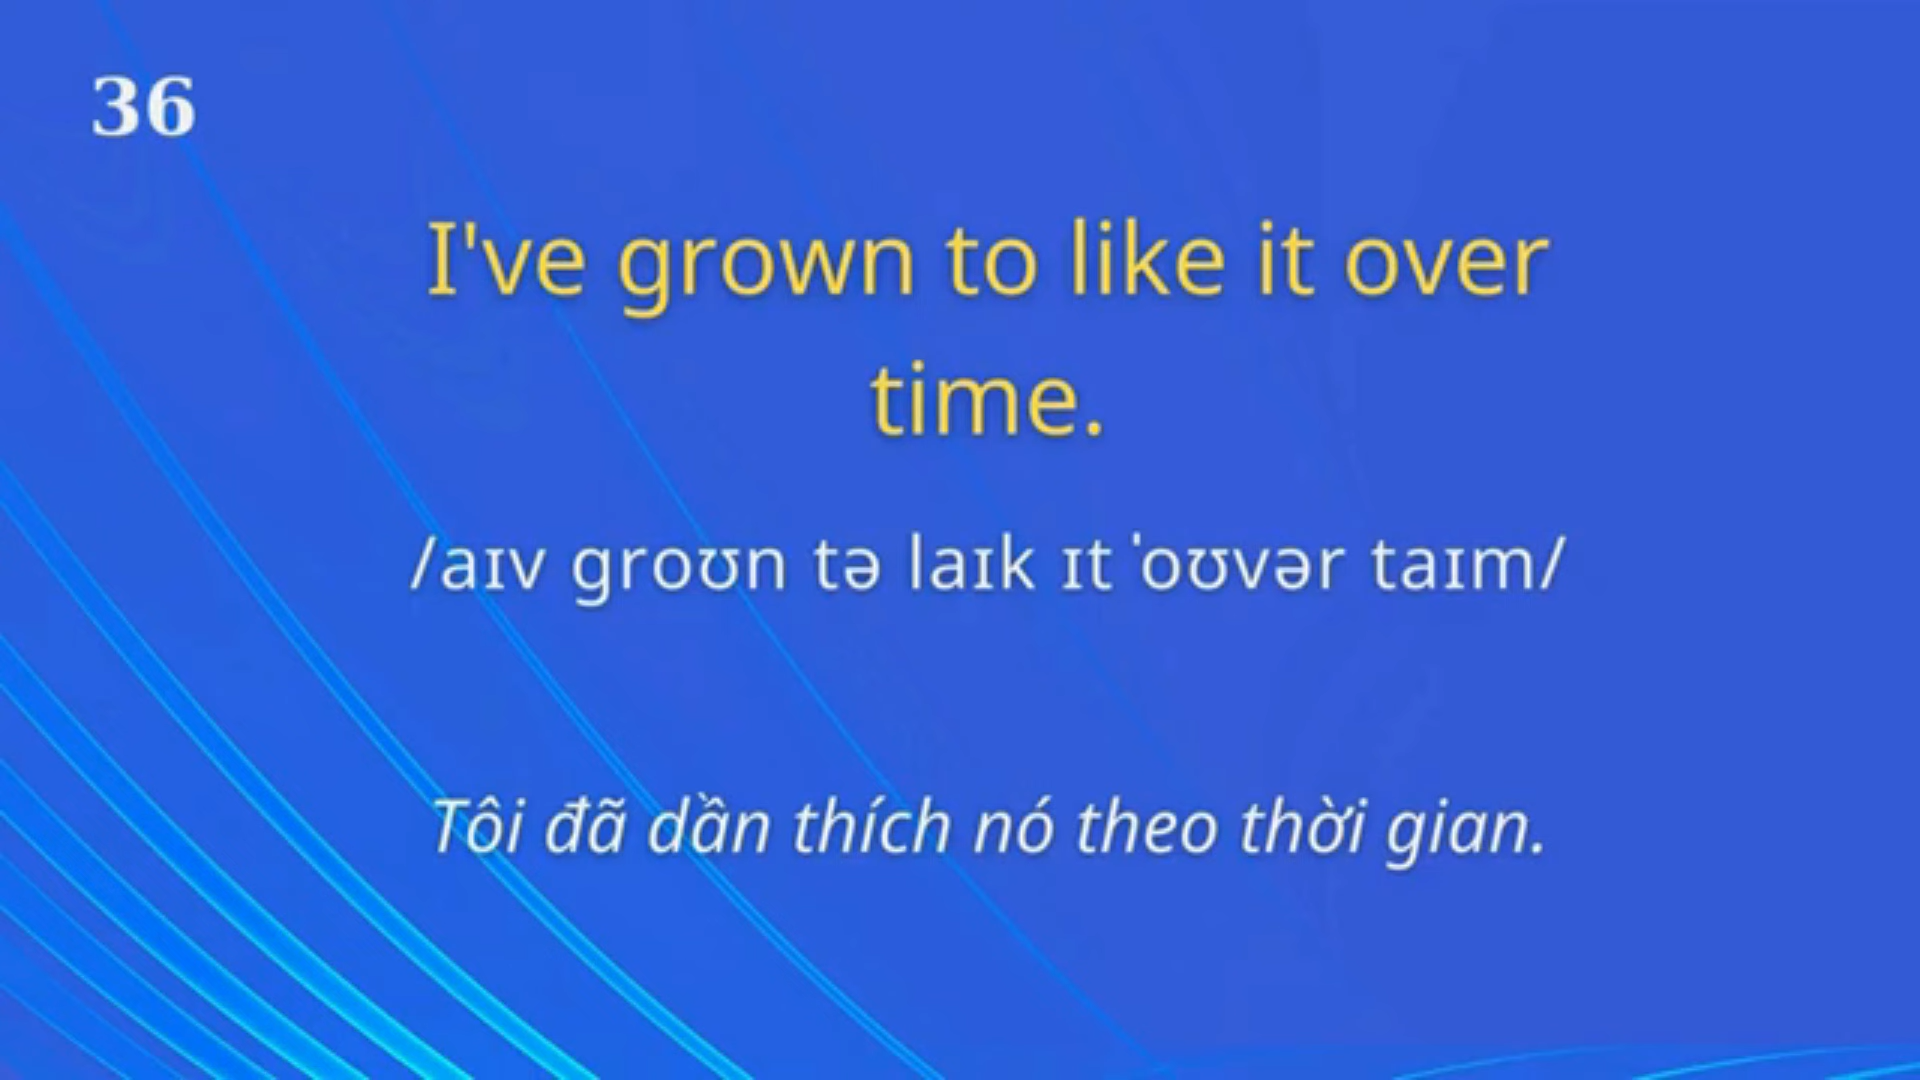 36
I've grown to like it over
time.
/aɪv groʊn tə laɪk ɪt ˈoʊvər taɪm/
Tôi đã dần thích nó theo thời gian.